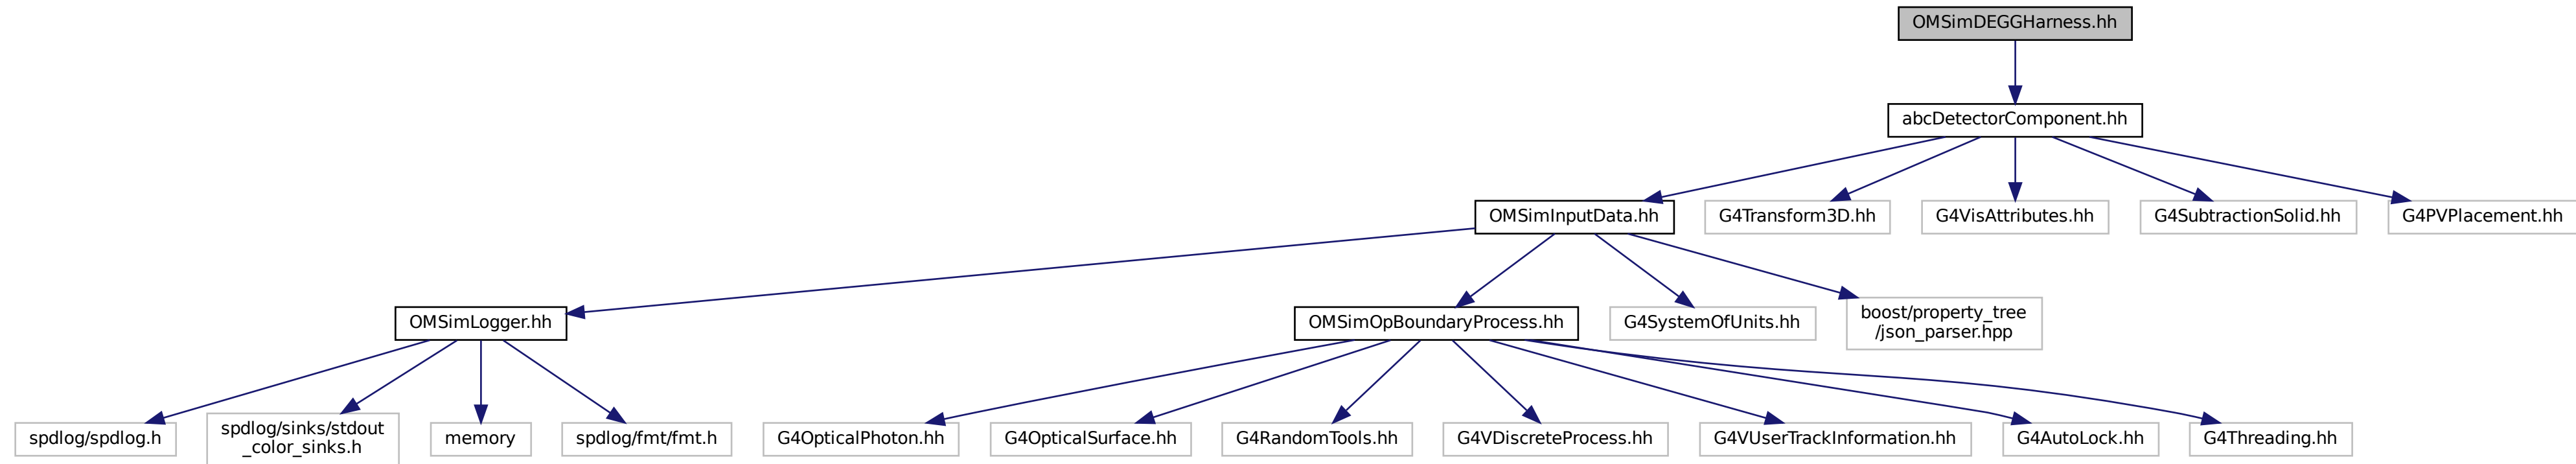 OMSimDEGGHarness.hh
abcDetectorComponent.hh
OMSimInputData.hh
G4Transform3D.hh
G4VisAttributes.hh
G4SubtractionSolid.hh
G4PVPlacement.hh
OMSimLogger.hh
OMSimOpBoundaryProcess.hh
G4SystemOfUnits.hh
boost/property_tree
/json_parser.hpp
spdlog/spdlog.h
spdlog/sinks/stdout
_color_sinks.h
memory
spdlog/fmt/fmt.h
G4OpticalPhoton.hh
G4OpticalSurface.hh
G4RandomTools.hh
G4VDiscreteProcess.hh
G4VUserTrackInformation.hh
G4AutoLock.hh
G4Threading.hh